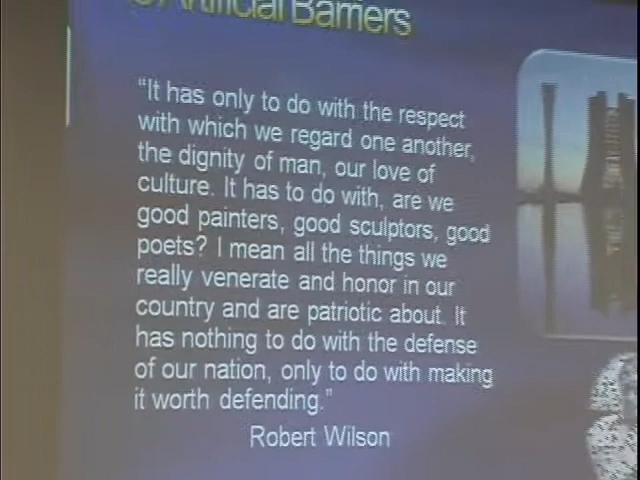 Artificial Barriers
“It has only to do with the respect
with which we regard one another,
the dignity of man, our love of
culture. It has to do with, are we
good painters, good sculptors, good
poets? I mean all the things we
really venerate and honor in our
country and are patriotic about. It
has nothing to do with the defense
of our nation, only to do with making
it worth defending.”
Robert Wilson